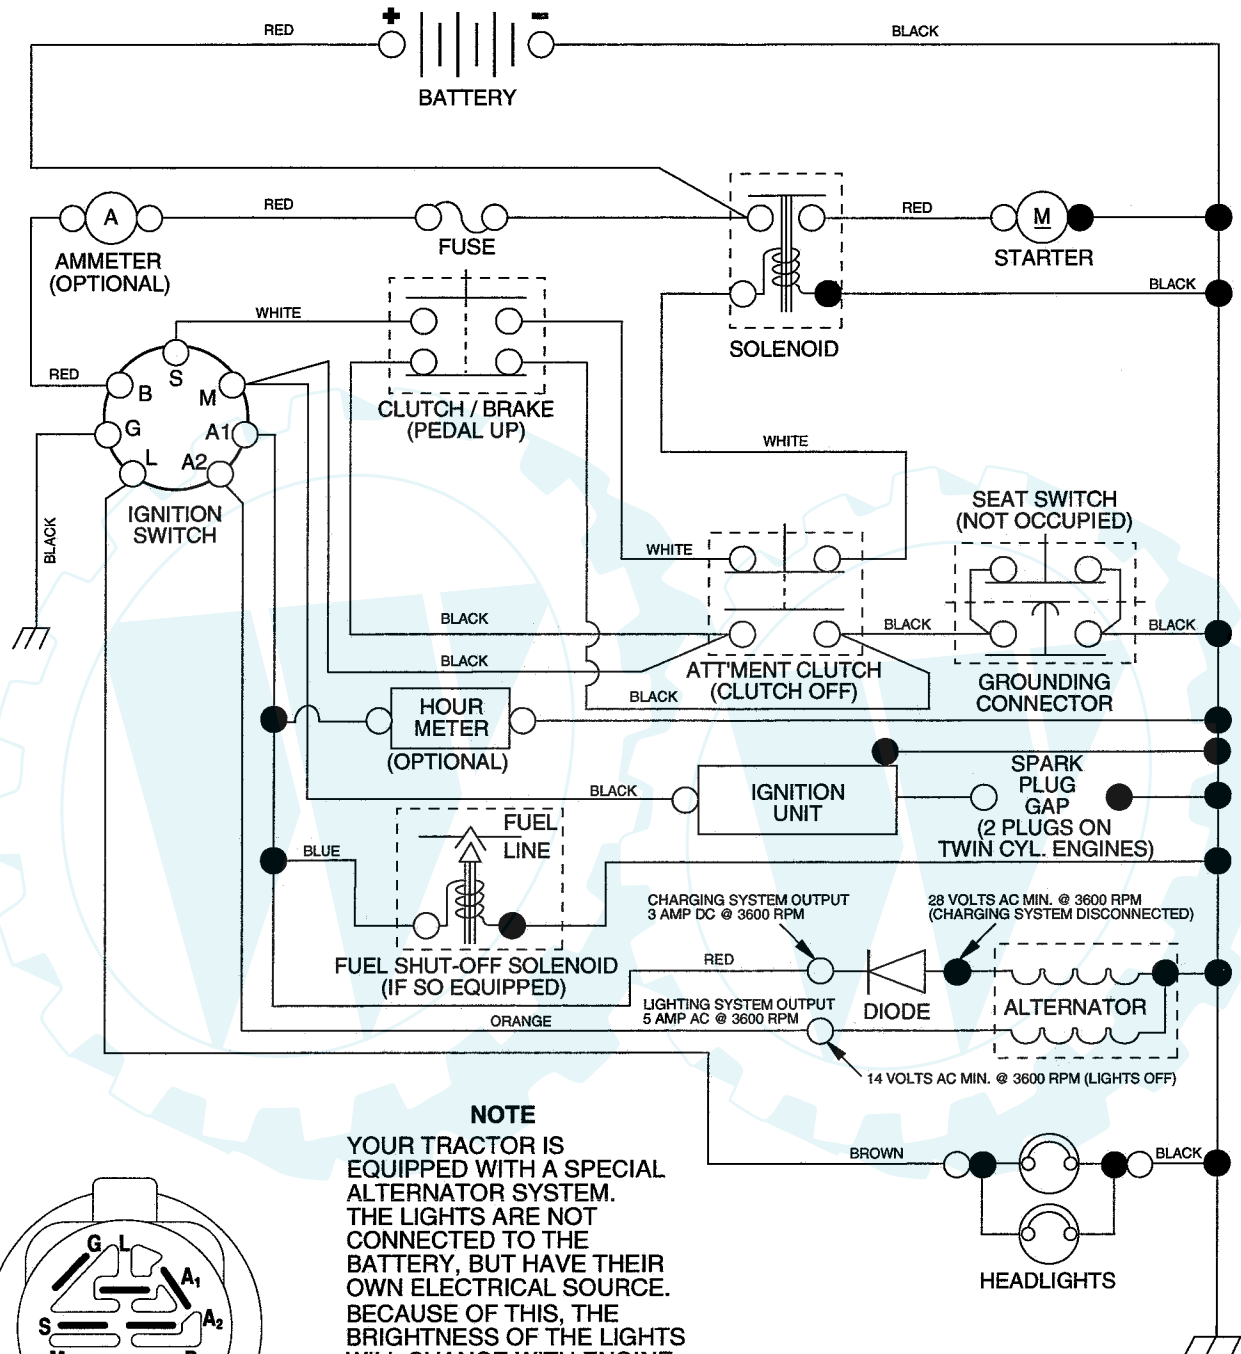 + -
RED
BLACK
BATTERY
A
RED
RED
M
AMMETER
(OPTIONAL)
FUSE
STARTER
BLACK
WHITE
SOLENOID
RED
S
B
M
G
A1
L
A2
CLUTCH / BRAKE
(PEDAL UP)
WHITE
IGNITION
SWITCH
BLACK
SEAT SWITCH
(NOT OCCUPIED)
WHITE
BLACK
BLACK
BLACK
BLACK
ATT'MENT CLUTCH
(CLUTCH OFF)
BLACK
GROUNDING
CONNECTOR
HOUR
METER
(OPTIONAL)
BLACK
IGNITION
UNIT
SPARK
PLUG
GAP
(2 PLUGS ON
TWIN CYL. ENGINES)
FUEL
LINE
BLUE
CHARGING SYSTEM OUTPUT
3 AMP DC @ 3600 RPM
28 VOLTS AC MIN. @ 3600 RPM
(CHARGING SYSTEM DISCONNECTED)
FUEL SHUT-OFF SOLENOID
(IF SO EQUIPPED)
RED
LIGHTING SYSTEM OUTPUT
5 AMP AC @ 3600 RPM
DIODE
ALTERNATOR
ORANGE
14 VOLTS AC MIN. @ 3600 RPM (LIGHTS OFF)
NOTE
YOUR TRACTOR IS
EQUIPPED WITH A SPECIAL
ALTERNATOR SYSTEM.
THE LIGHTS ARE NOT
CONNECTED TO THE
BATTERY, BUT HAVE THEIR
OWN ELECTRICAL SOURCE.
BECAUSE OF THIS, THE
BRIGHTNESS OF THE LIGHTS
WILL CHANGE WITH ENGINE
BROWN
BLACK
HEADLIGHTS
G L
A1
A2
S